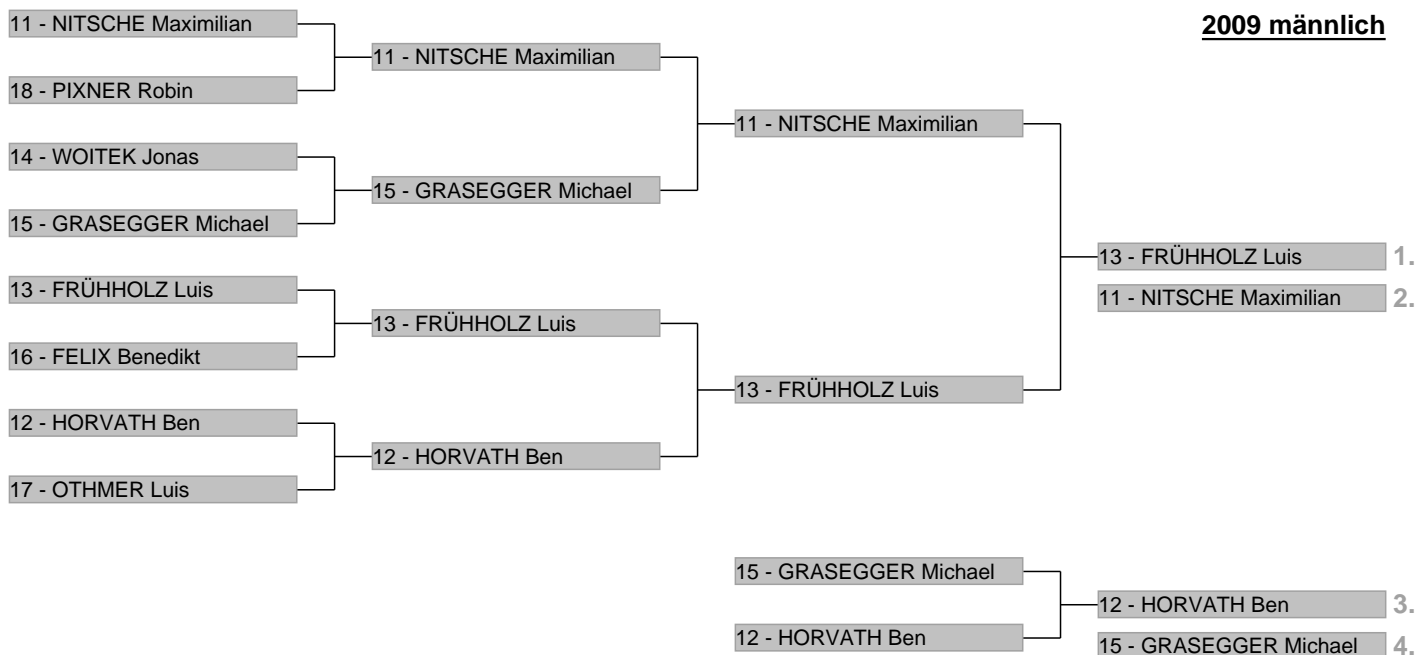 2009 männlich
11 - NITSCHE Maximilian
18 - PIXNER Robin
14 - WOITEK Jonas
15 - GRASEGGER Michael
13 - FRÜHHOLZ Luis
16 - FELIX Benedikt
12 - HORVATH Ben
17 - OTHMER Luis
11 - NITSCHE Maximilian
15 - GRASEGGER Michael
13 - FRÜHHOLZ Luis
12 - HORVATH Ben
11 - NITSCHE Maximilian
13 - FRÜHHOLZ Luis
13 - FRÜHHOLZ Luis 1.
11 - NITSCHE Maximilian 2.
15 - GRASEGGER Michael
12 - HORVATH Ben
12 - HORVATH Ben 3.
15 - GRASEGGER Michael 4.